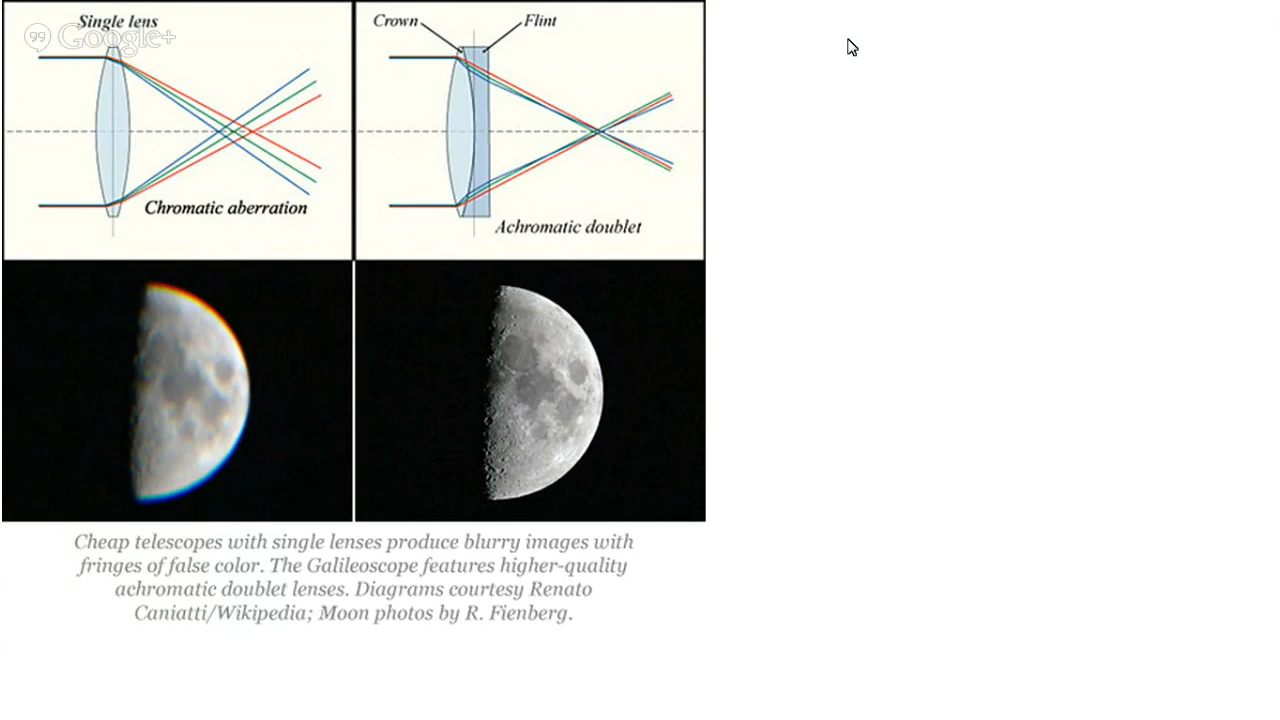 Single lens
Google+
Chromatic aberration
Crown
Flint
Achromatic doublet
Cheap telescopes with single lenses produce blurry images with
fringes of false color. The Galileoscope features higher-quality
achromatic doublet lenses. Diagrams courtesy Renato
Caniatti/Wikipedia; Moon photos by R. Fienberg.